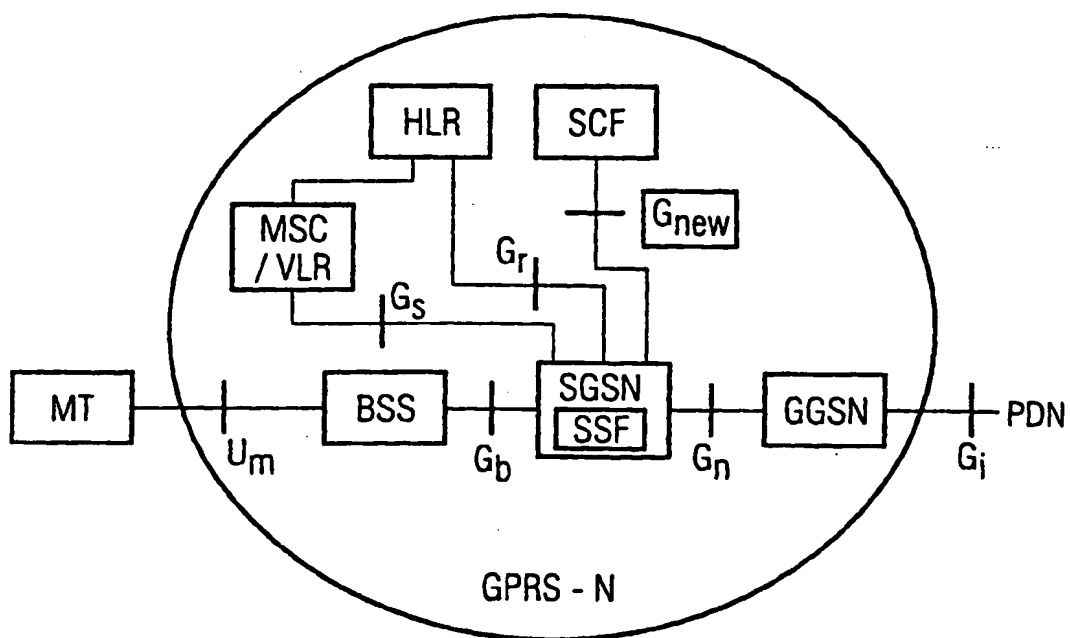 HLR
SCF
MSC
/ VLR
Gnew
Gr
Gs
MT
BSS
SGSN
SSF
GGSN
PDN
Um
Gb
Gn
Gi
GPRS - N